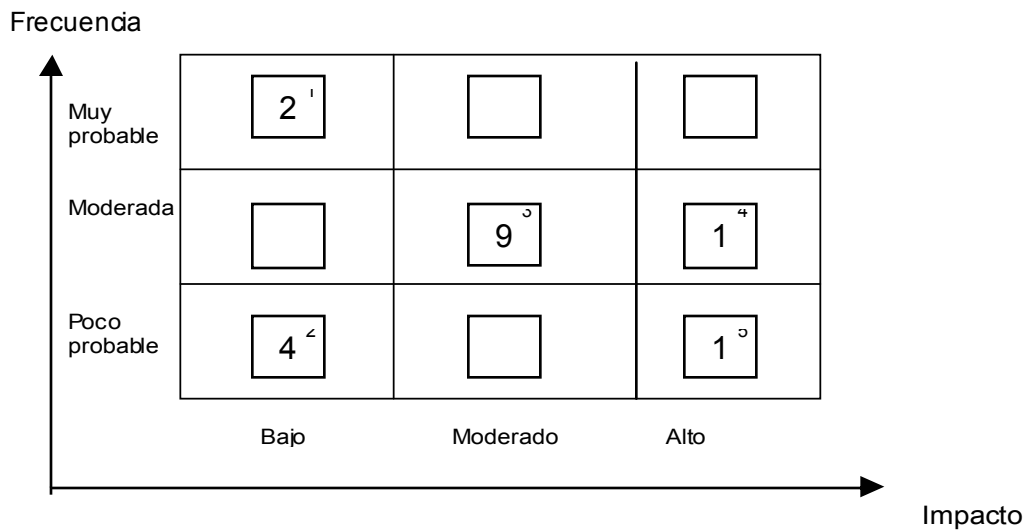 Frecuencia
Muy
probable
2 1
Moderada
9 3
1 4
Poco
probable
4 2
1 5
Bajo
Moderado
Alto
Impacto